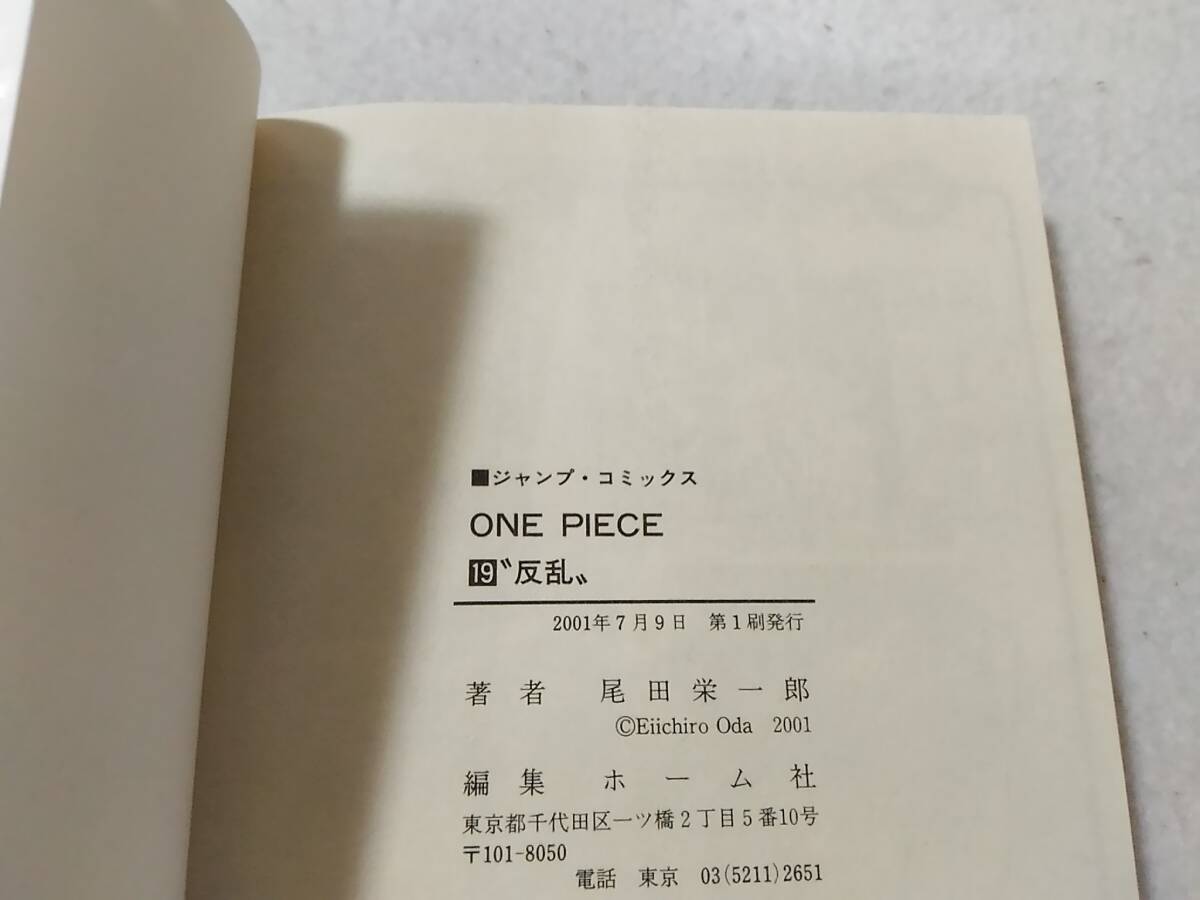 ■ジャンプ・コミックス
ONE PIECE
19〝反乱〟
2001年7月9日 第1刷発行
著者 尾田栄一郎
©Eiichiro Oda 2001
編集 ホーム社
東京都千代田区一ツ橋2丁目5番10号
〒101-8050
電話 東京 03(5211)2651